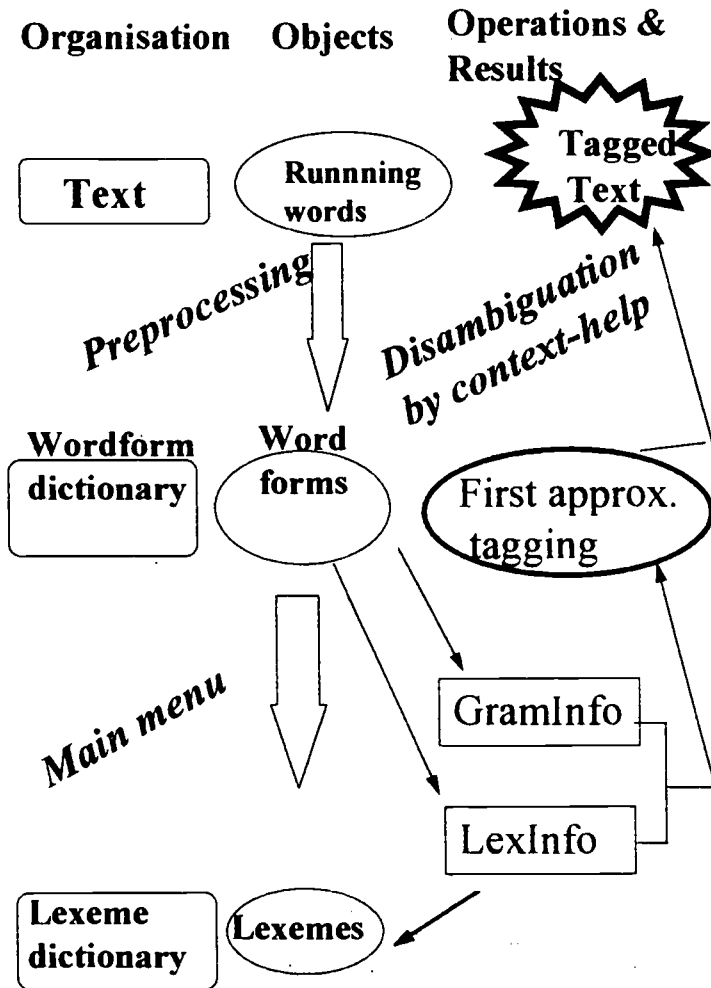 Organisation
Objects
Operations &
Results
Text
Runnning
words
Tagged
Text
Preprocessing
Disambiguation
by context-help
Wordform
dictionary
Word
forms
First approx.
tagging
Main menu
GramInfo
LexInfo
Lexeme
dictionary
Lexemes